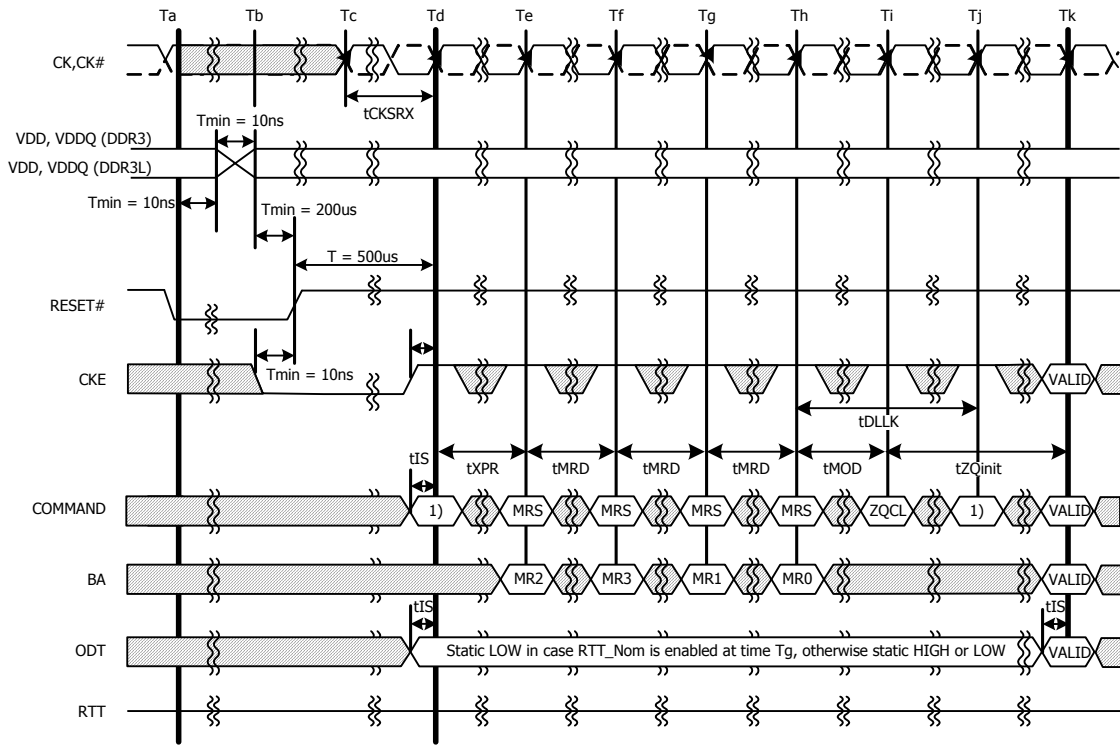 Ta Tb Tc Td Te Tf Tg Th Ti Tj Tk
CK,CK#
tCKSRX
Tmin = 10ns
VDD, VDDQ (DDR3)
VDD, VDDQ (DDR3L)
Tmin = 10ns
Tmin = 200us
T = 500us
RESET#
Tmin = 10ns
CKE
VALID
tDLLK
tIS
tXPR tMRD tMRD tMRD tMOD tZQinit
COMMAND 1) MRS MRS MRS MRS ZQCL 1) VALID
BA MR2 MR3 MR1 MR0 VALID
tIS tIS
ODT Static LOW in case RTT_Nom is enabled at time Tg, otherwise static HIGH or LOW VALID
RTT